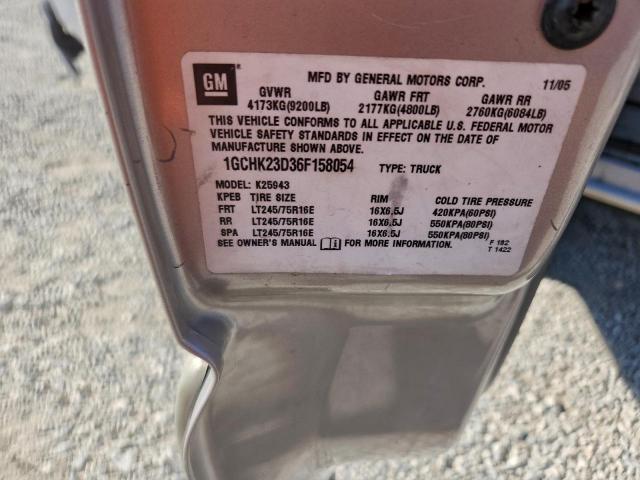 GM
MFD BY GENERAL MOTORS CORP. 11/05
GVWR GAWR FRT GAWR RR
4173KG(9200LB) 2177KG(4800LB) 2760KG(6084LB)
THIS VEHICLE CONFORMS TO ALL APPLICABLE U.S. FEDERAL MOTOR
VEHICLE SAFETY STANDARDS IN EFFECT ON THE DATE OF
MANUFACTURE SHOWN ABOVE.
1GCHK23D36F158054 TYPE: TRUCK
MODEL: K25943
KPEB TIRE SIZE RIM COLD TIRE PRESSURE
FRT LT245/75R16E 16X6.5J 420KPA(60PSI)
RR LT245/75R16E 16X6.5J 550KPA(80PSI)
SPA LT245/75R16E 16X6.5J 550KPA(80PSI)
SEE OWNER'S MANUAL FOR MORE INFORMATION. F 182
T 1422